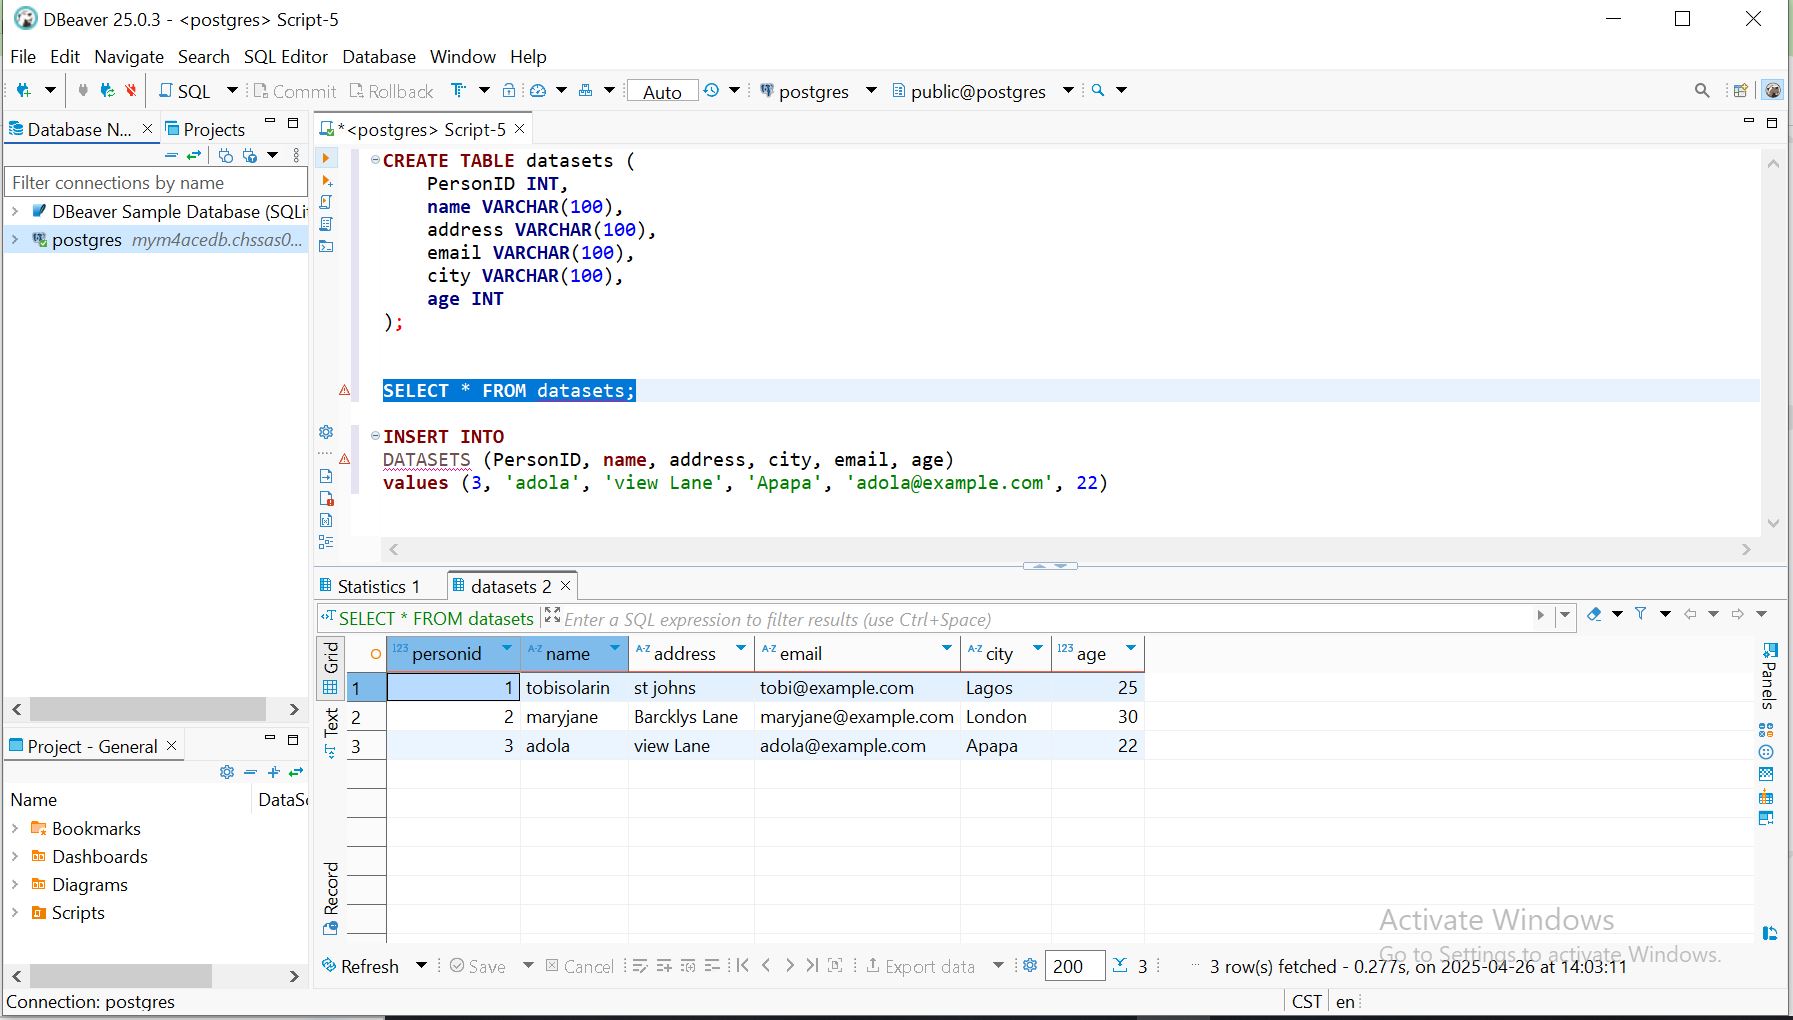 DBeaver 25.0.3 - <postgres> Script-5
File Edit Navigate Search SQL Editor Database Window Help
SQL Commit Rollback Auto postgres public@postgres
Database N... Projects
*<postgres> Script-5
Filter connections by name
DBeaver Sample Database (SQLi
postgres mym4acedb.chssas0...
CREATE TABLE datasets (
PersonID INT,
name VARCHAR(100),
address VARCHAR(100),
email VARCHAR(100),
city VARCHAR(100),
age INT
);
SELECT * FROM datasets;
INSERT INTO
DATASETS (PersonID, name, address, city, email, age)
values (3, 'adola', 'view Lane', 'Apapa', 'adola@example.com', 22)
Statistics 1 datasets 2
SELECT * FROM datasets Enter a SQL expression to filter results (use Ctrl+Space)
Grid
Text
Record
123 personid A-Z name A-Z address A-Z email A-Z city 123 age
1 1 tobisolarin st johns tobi@example.com Lagos 25
2 2 maryjane Barcklys Lane maryjane@example.com London 30
3 3 adola view Lane adola@example.com Apapa 22
Panels
Project - General
Name DataSo
Bookmarks
Dashboards
Diagrams
Scripts
Activate Windows
Go to Settings to activate Windows.
Refresh Save Cancel Export data 200 3 3 row(s) fetched - 0.277s, on 2025-04-26 at 14:03:11
Connection: postgres
CST en